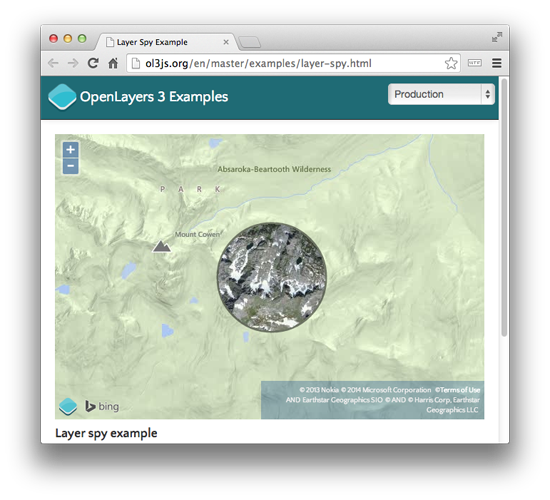 Layer Spy Example
ol3js.org/en/master/examples/layer-spy.html
OpenLayers 3 Examples
Production
+
Absaroka-Beartooth Wilderness
PARK
Mount Cowen
–
© 2013 Nokia © 2014 Microsoft Corporation ©Terms of Use
AND Earthstar Geographics SIO © AND © Harris Corp, Earthstar
Geographics LLC
bing
Layer spy example